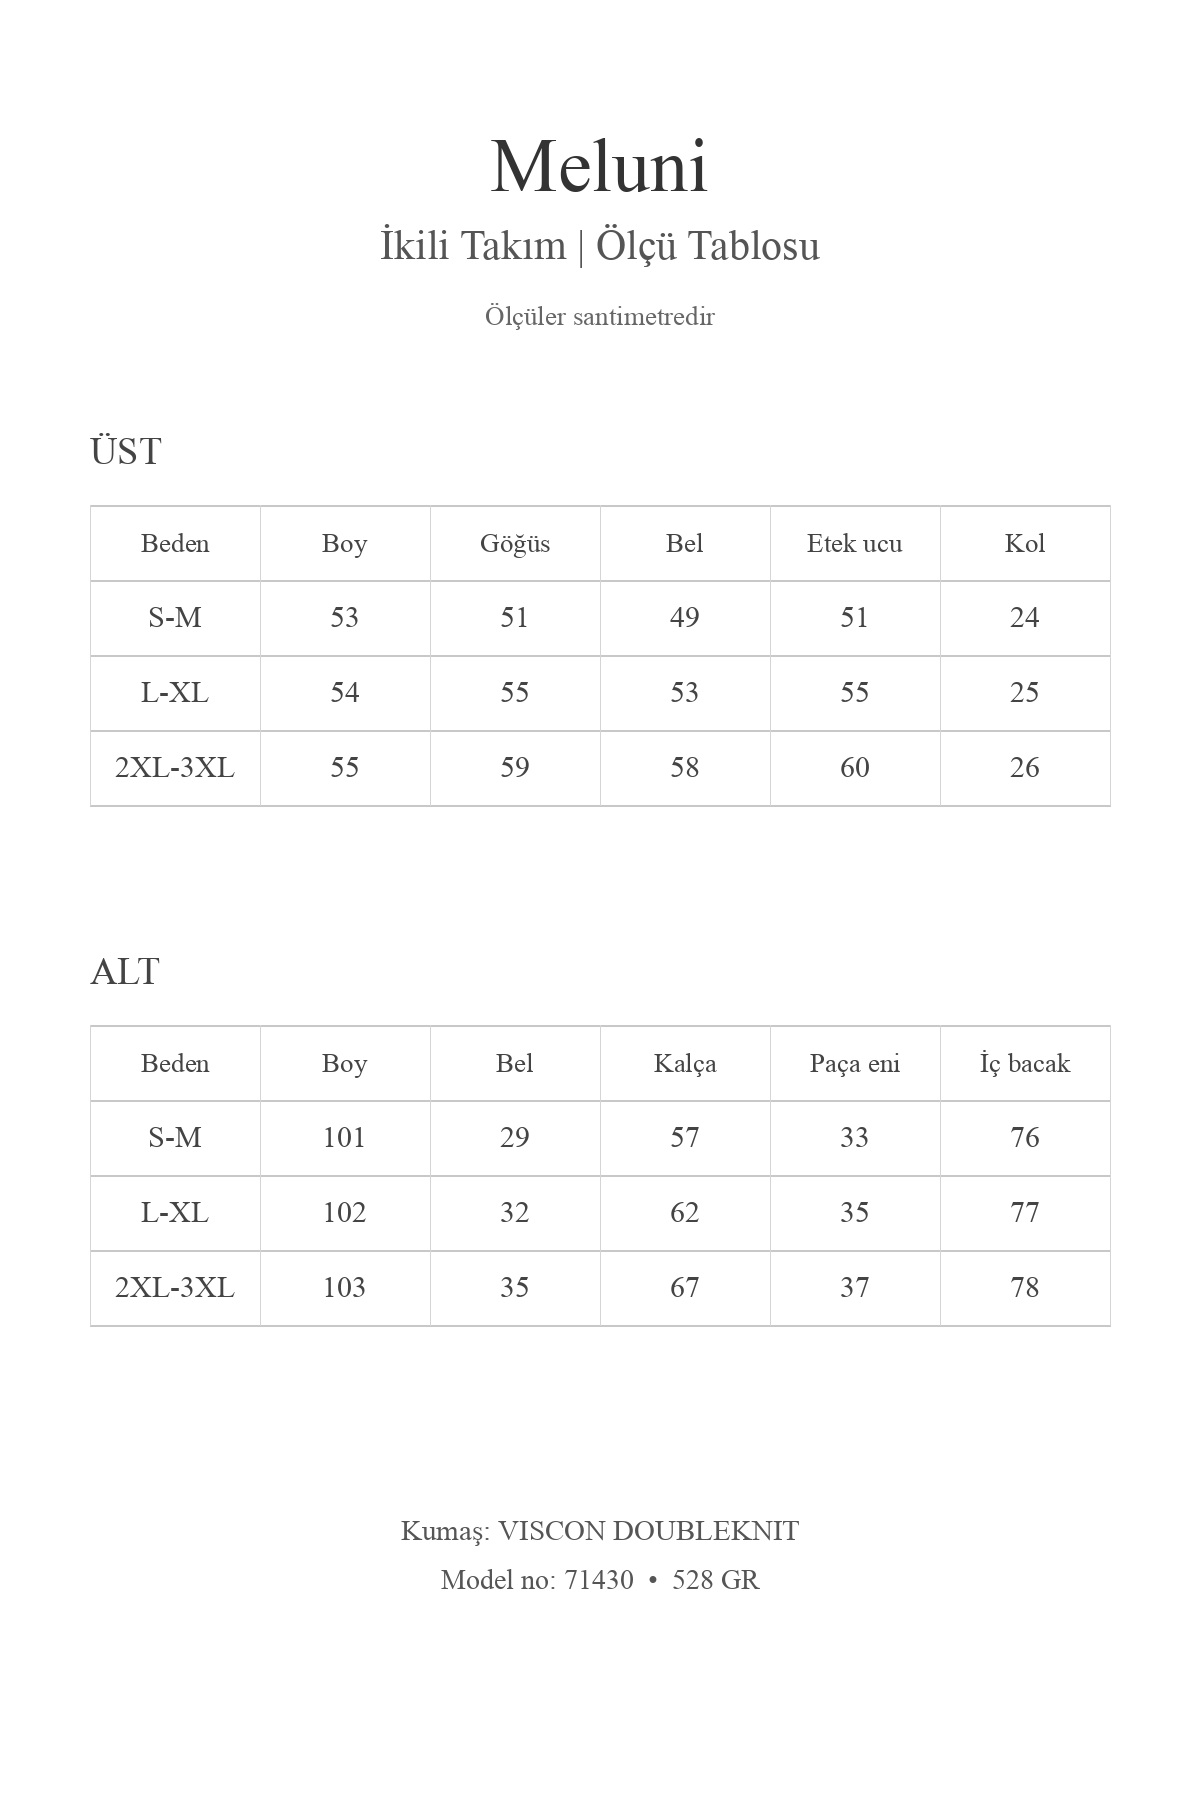 Meluni
İkili Takım | Ölçü Tablosu
Ölçüler santimetredir
ÜST
Beden Boy Göğüs Bel Etek ucu Kol
S-M 53 51 49 51 24
L-XL 54 55 53 55 25
2XL-3XL 55 59 58 60 26
ALT
Beden Boy Bel Kalça Paça eni İç bacak
S-M 101 29 57 33 76
L-XL 102 32 62 35 77
2XL-3XL 103 35 67 37 78
Kumaş: VISCON DOUBLEKNIT
Model no: 71430 • 528 GR